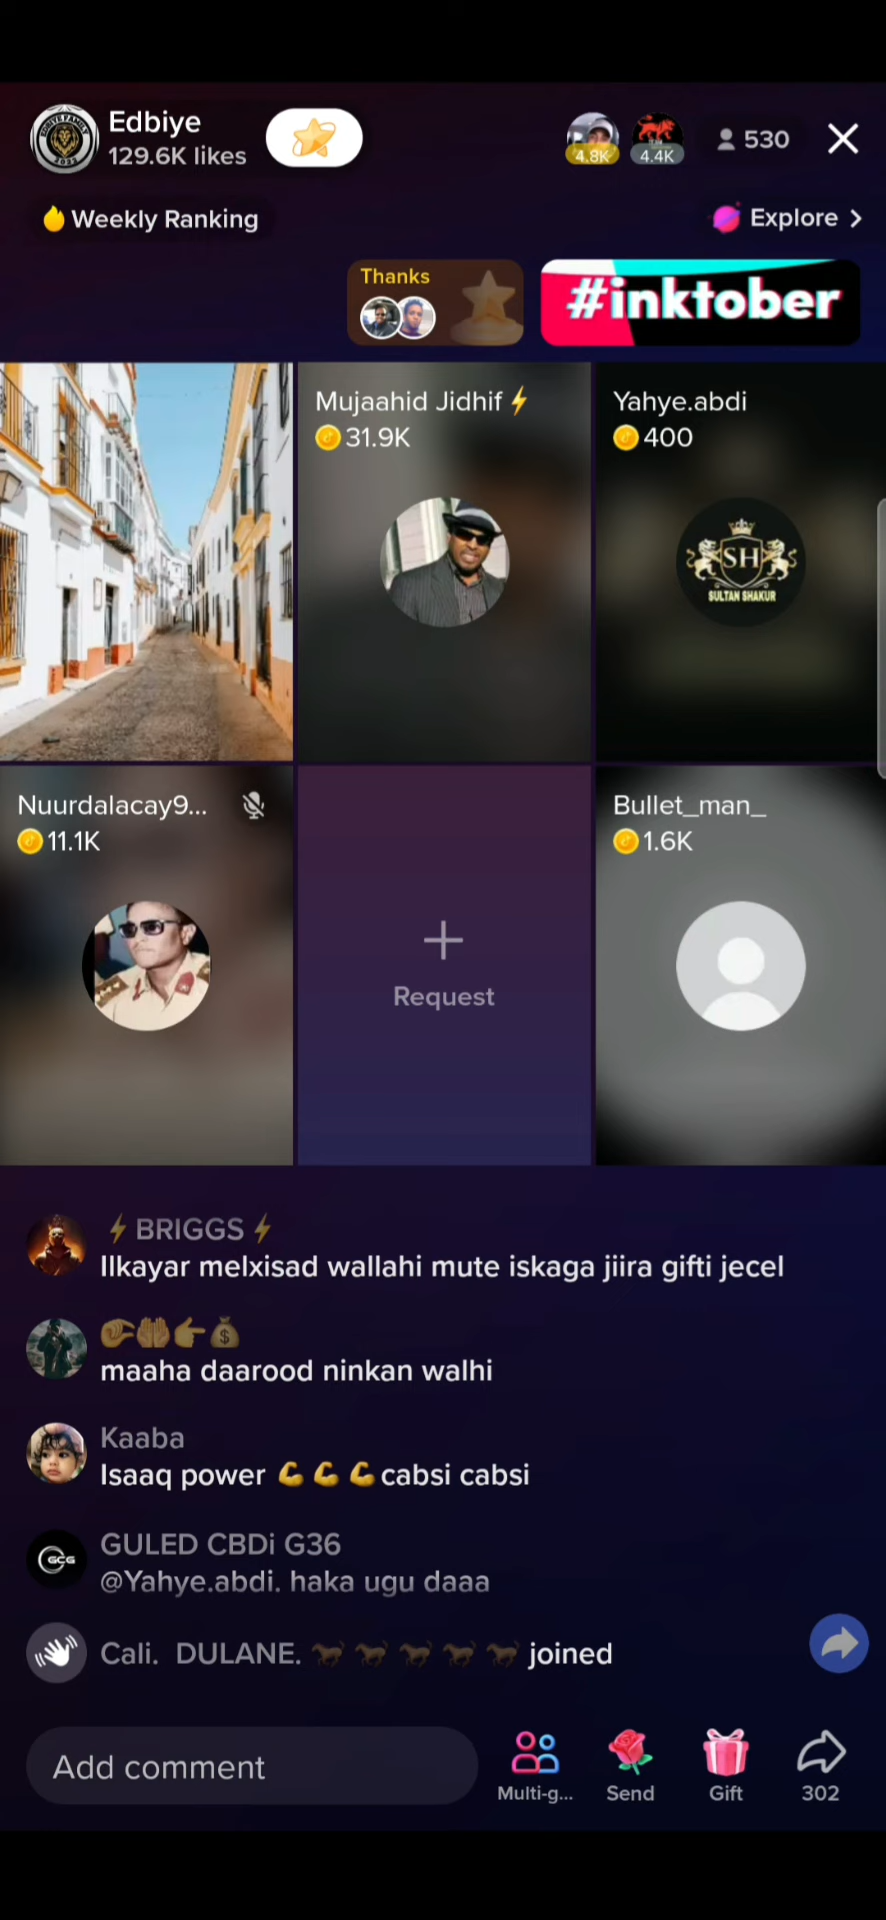 Edbiye
129.6K likes
4.8K
4.4K
530
Weekly Ranking
Explore
Thanks
#inktober
Mujaahid Jidhif⚡
31.9K
Yahye.abdi
400
SH
SULTAN SHAKUR
Nuurdalacay9...
11.1K
Request
Bullet_man_
1.6K
⚡BRIGGS⚡
Ilkayar melxisad wallahi mute iskaga jiira gifti jecel
maaha daarood ninkan walhi
Kaaba
Isaaq power 💪💪💪cabsi cabsi
GCG
GULED CBDi G36
@Yahye.abdi. haka ugu daaa
Cali. DULANE. 🐎🐎🐎🐎🐎 joined
Add comment
Multi-g...
Send
Gift
302